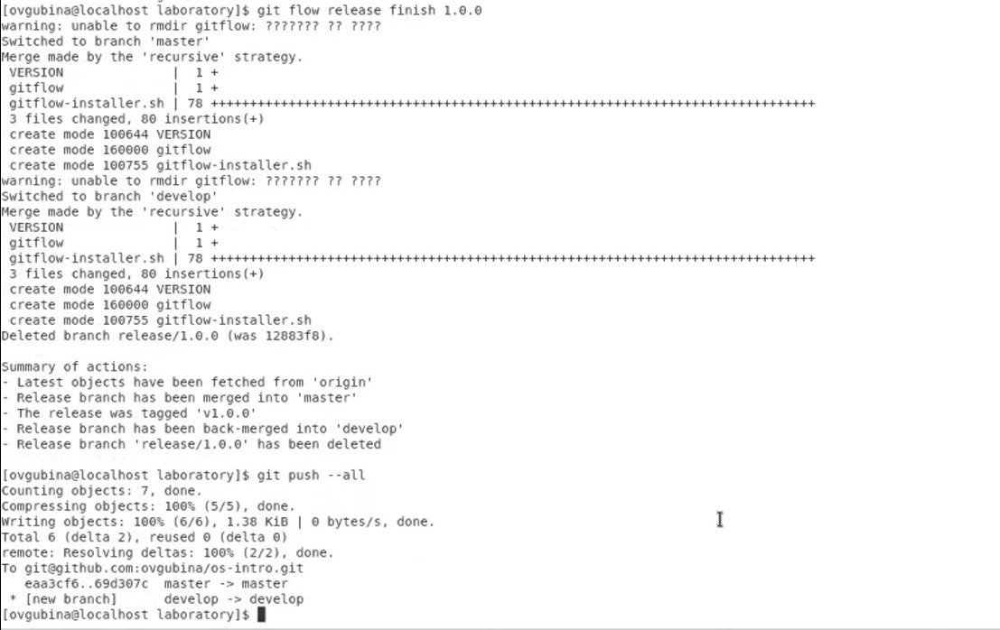 [ovgubina@localhost laboratory]$ git flow release finish 1.0.0
warning: unable to rmdir gitflow: ??????? ?? ????
Switched to branch 'master'
Merge made by the 'recursive' strategy.
 VERSION              |  1 +
 gitflow              |  1 +
 gitflow-installer.sh | 78 ++++++++++++++++++++++++++++++++++++++++++++++++++++++++++++++++++++++++++++++
 3 files changed, 80 insertions(+)
 create mode 100644 VERSION
 create mode 160000 gitflow
 create mode 100755 gitflow-installer.sh
warning: unable to rmdir gitflow: ??????? ?? ????
Switched to branch 'develop'
Merge made by the 'recursive' strategy.
 VERSION              |  1 +
 gitflow              |  1 +
 gitflow-installer.sh | 78 ++++++++++++++++++++++++++++++++++++++++++++++++++++++++++++++++++++++++++++++
 3 files changed, 80 insertions(+)
 create mode 100644 VERSION
 create mode 160000 gitflow
 create mode 100755 gitflow-installer.sh
Deleted branch release/1.0.0 (was 12883f8).

Summary of actions:
- Latest objects have been fetched from 'origin'
- Release branch has been merged into 'master'
- The release was tagged 'v1.0.0'
- Release branch has been back-merged into 'develop'
- Release branch 'release/1.0.0' has been deleted

[ovgubina@localhost laboratory]$ git push --all
Counting objects: 7, done.
Compressing objects: 100% (5/5), done.
Writing objects: 100% (6/6), 1.38 KiB | 0 bytes/s, done.
Total 6 (delta 2), reused 0 (delta 0)
remote: Resolving deltas: 100% (2/2), done.
To git@github.com:ovgubina/os-intro.git
   eaa3cf6..69d307c  master -> master
 * [new branch]      develop -> develop
[ovgubina@localhost laboratory]$